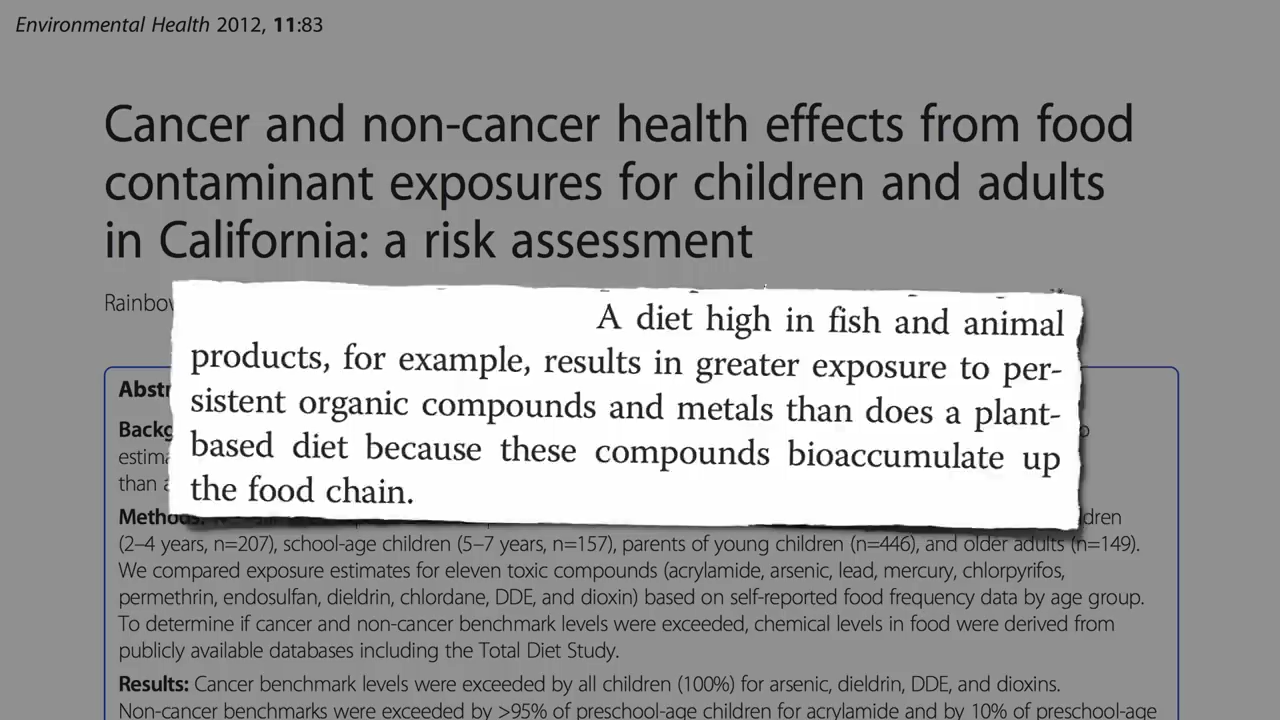 Environmental Health 2012, 11:83
Cancer and non-cancer health effects from food
contaminant exposures for children and adults
in California: a risk assessment
A diet high in fish and animal
products, for example, results in greater exposure to per-
sistent organic compounds and metals than does a plant-
based diet because these compounds bioaccumulate up
the food chain.
(2–4 years, n=207), school-age children (5–7 years, n=157), parents of young children (n=446), and older adults (n=149).
We compared exposure estimates for eleven toxic compounds (acrylamide, arsenic, lead, mercury, chlorpyrifos,
permethrin, endosulfan, dieldrin, chlordane, DDE, and dioxin) based on self-reported food frequency data by age group.
To determine if cancer and non-cancer benchmark levels were exceeded, chemical levels in food were derived from
publicly available databases including the Total Diet Study.
Results: Cancer benchmark levels were exceeded by all children (100%) for arsenic, dieldrin, DDE, and dioxins.
Non-cancer benchmarks were exceeded by >95% of preschool-age children for acrylamide and by 10% of preschool-age